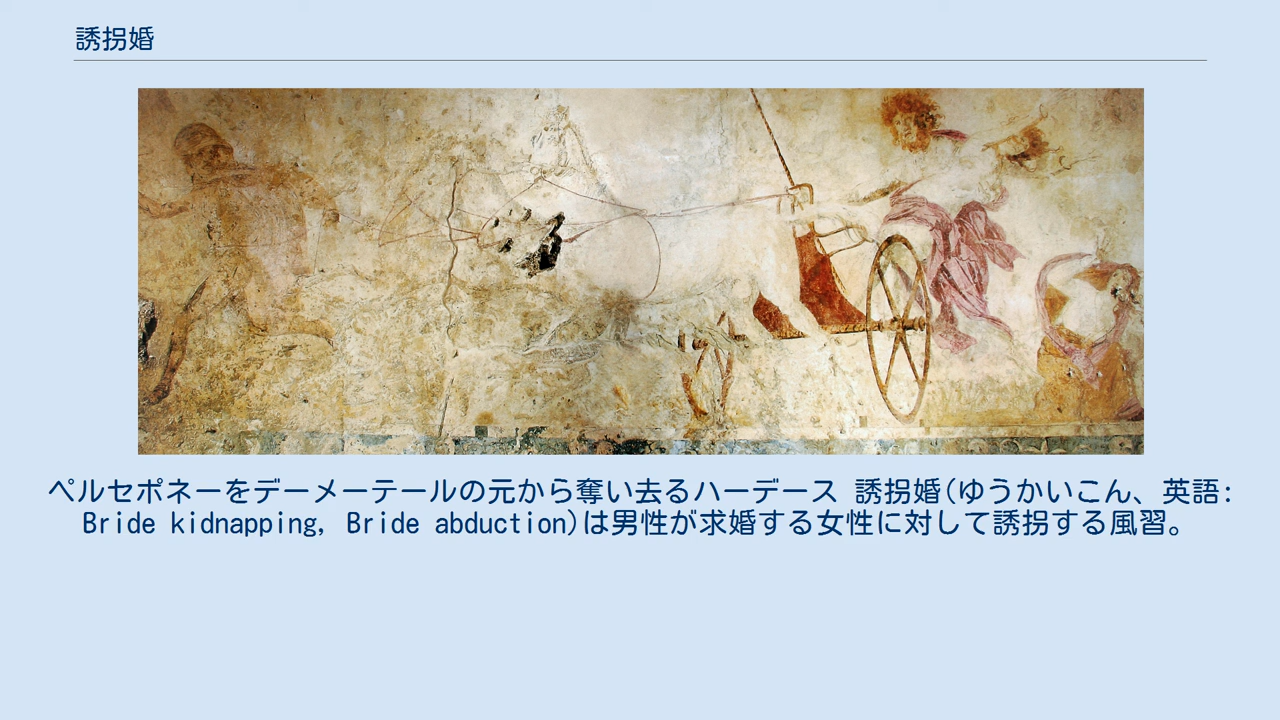 誘拐婚
ペルセポネーをデーメーテールの元から奪い去るハーデース 誘拐婚(ゆうかいこん、英語:
Bride kidnapping, Bride abduction)は男性が求婚する女性に対して誘拐する風習。